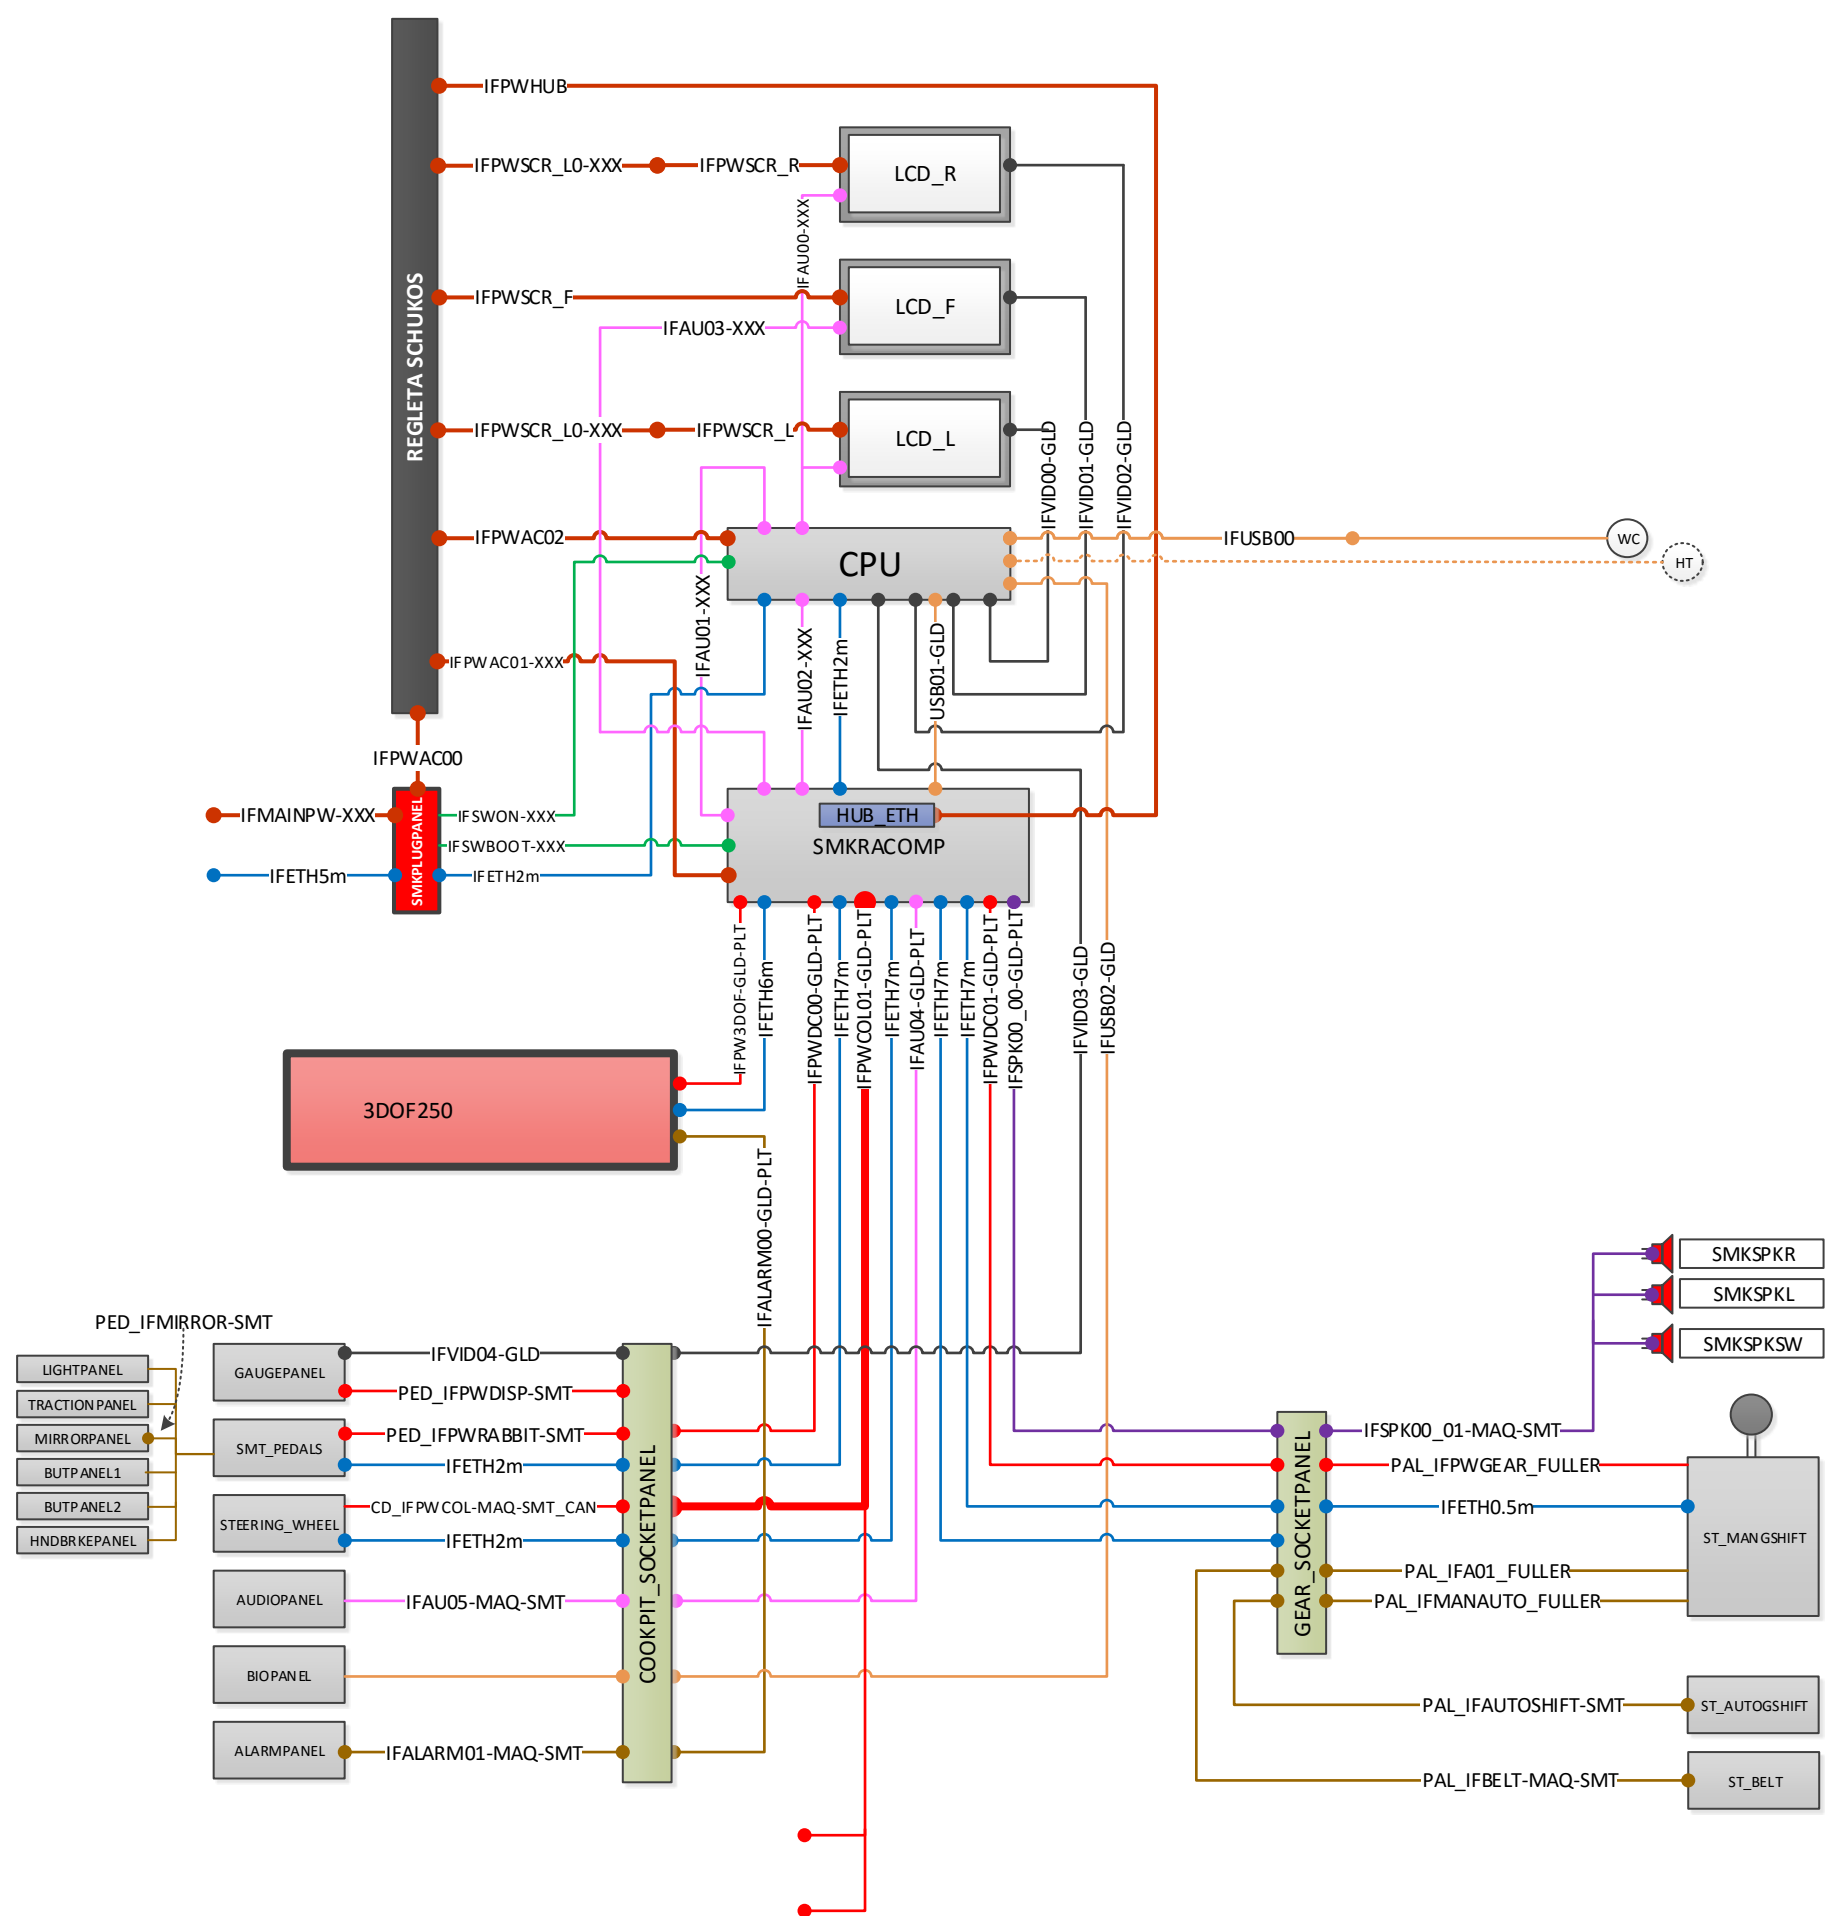 IFPWHUB
IFPWSCR_L0-XXX
IFPWSCR_R
LCD_R
IFAU00-XXX
REGLETA SCHUKOS
IFPWSCR_F
LCD_F
IFAU03-XXX
IFPWSCR_L0-XXX
IFPWSCR_L
LCD_L
IFVID00-GLD
IFVID01-GLD
IFVID02-GLD
IFPWAC02
CPU
IFUSB00
WC
HT
IFAU01-XXX
IFAU02-XXX
IFETH2m
USB01-GLD
IFPWAC01-XXX
IFPWAC00
IFMAINPW-XXX
SMKPLUGPANEL
IFSWON-XXX
HUB_ETH
IFSWBOOT-XXX
SMKRACOMP
IFETH5m
IFETH2m
IFPW3DOF-GLD-PLT
IFETH6m
IFPWDC00-GLD-PLT
IFETH7m
IFPWCOL01-GLD-PLT
IFETH7m
IFAU04-GLD-PLT
IFETH7m
IFETH7m
IFPWDC01-GLD-PLT
IFSPK00_00-GLD-PLT
IFVID03-GLD
IFUSB02-GLD
3DOF250
IFALARM00-GLD-PLT
SMKSPKR
SMKSPKL
SMKSPKSW
PED_IFMIRROR-SMT
LIGHTPANEL
TRACTIONPANEL
MIRRORPANEL
BUTPANEL1
BUTPANEL2
HNDBRKEPANEL
GAUGEPANEL
IFVID04-GLD
PED_IFPWDISP-SMT
SMT_PEDALS
PED_IFPWRABBIT-SMT
IFETH2m
STEERING_WHEEL
CD_IFPWCOL-MAQ-SMT_CAN
IFETH2m
AUDIOPANEL
IFAU05-MAQ-SMT
BIOPANEL
ALARMPANEL
IFALARM01-MAQ-SMT
COOKPIT_SOCKETPANEL
GEAR_SOCKETPANEL
IFSPK00_01-MAQ-SMT
PAL_IFPWGEAR_FULLER
IFETH0.5m
ST_MANGSHIFT
PAL_IFA01_FULLER
PAL_IFMANAUTO_FULLER
PAL_IFAUTOSHIFT-SMT
ST_AUTOGSHIFT
PAL_IFBELT-MAQ-SMT
ST_BELT